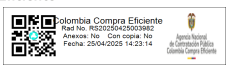 Colombia Compra Eficiente
Rad No. RS20250425003982
Anexos: No Con copia: No
Fecha: 25/04/2025 14:23:14
Agencia Nacional
de Contratación Pública
Colombia Compra Eficiente